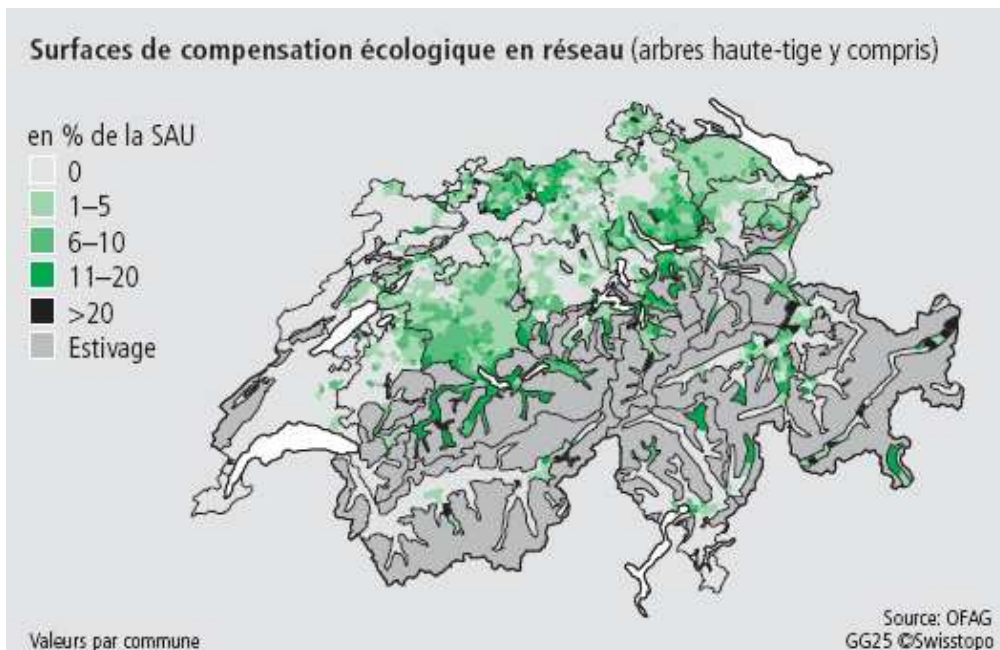 Surfaces de compensation écologique en réseau (arbres haute-tige y compris)
en % de la SAU
0
1–5
6–10
11–20
>20
Estivage
Valeurs par commune
Source: OFAG
GG25 ©Swisstopo